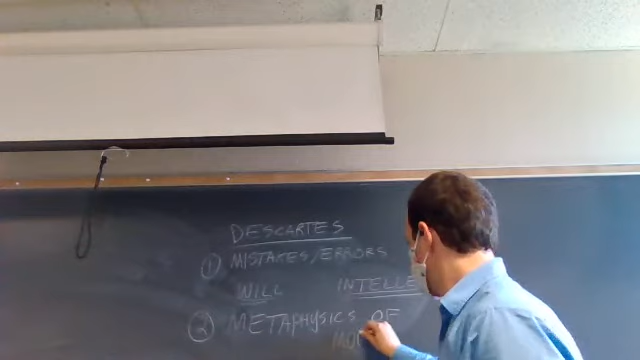 DESCARTES
① MISTAKES/ERRORS
WILL INTELLE
② METAPHYSICS OF